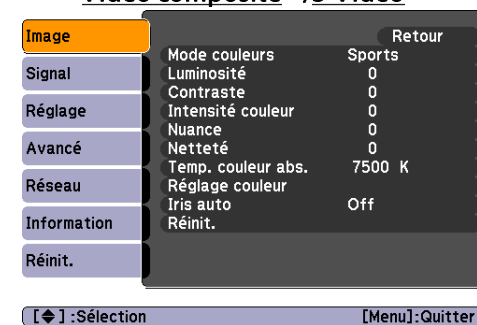 Vidéo composite /S-Vidéo
Image
Signal
Réglage
Avancé
Réseau
Information
Réinit.
Retour
Mode couleurs Sports
Luminosité 0
Contraste 0
Intensité couleur 0
Nuance 0
Netteté 0
Temp. couleur abs. 7500 K
Réglage couleur
Iris auto Off
Réinit.
[◆] :Sélection [Menu]:Quitter